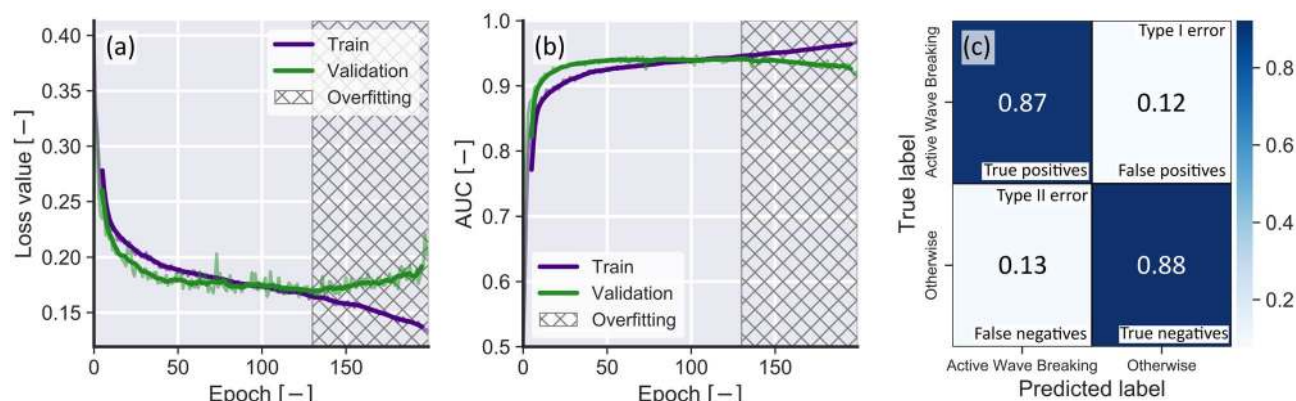 (a)
Train
Validation
Overfitting
0.40
0.35
0.30
0.25
0.20
0.15
Loss value [−]
0 50 100 150
Epoch [−]
(b)
Train
Validation
Overfitting
1.0
0.9
0.8
0.7
0.6
0.5
AUC [−]
0 50 100 150
Epoch [−]
(c)
Type I error
0.87 0.12
True positives False positives
Type II error
0.13 0.88
False negatives True negatives
Active Wave Breaking
Otherwise
True label
Active Wave Breaking Otherwise
Predicted label
0.8
0.6
0.4
0.2